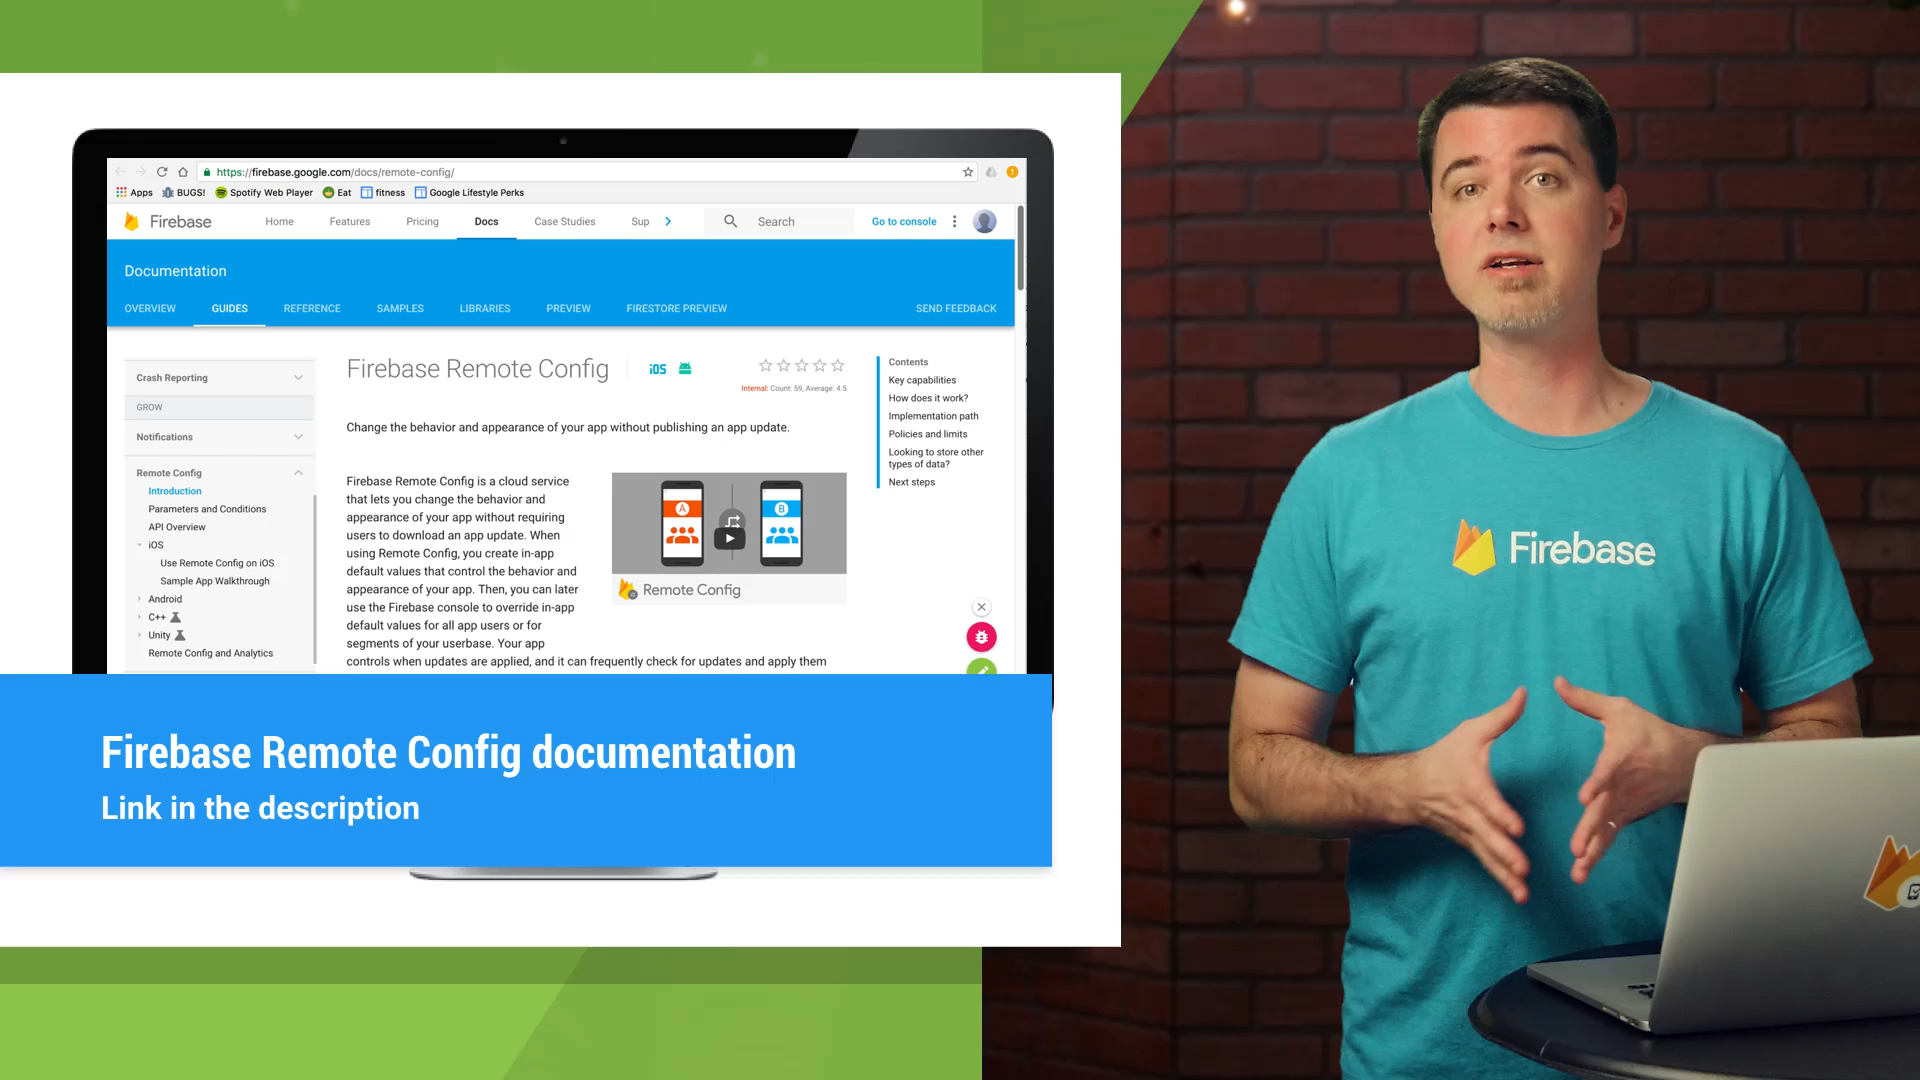 https://firebase.google.com/docs/remote-config/
Apps BUGS! Spotify Web Player Eat fitness Google Lifestyle Perks
Firebase Home Features Pricing Docs Case Studies Sup Search Go to console
Documentation
OVERVIEW GUIDES REFERENCE SAMPLES LIBRARIES PREVIEW FIRESTORE PREVIEW SEND FEEDBACK
Crash Reporting
GROW
Notifications
Remote Config
Introduction
Parameters and Conditions
API Overview
iOS
Use Remote Config on iOS
Sample App Walkthrough
Android
C++
Unity
Remote Config and Analytics
Firebase Remote Config iOS
Internal: Count: 59, Average: 4.5
Change the behavior and appearance of your app without publishing an app update.
Firebase Remote Config is a cloud service
that lets you change the behavior and
appearance of your app without requiring
users to download an app update. When
using Remote Config, you create in-app
default values that control the behavior and
appearance of your app. Then, you can later
use the Firebase console to override in-app
default values for all app users or for
segments of your userbase. Your app
controls when updates are applied, and it can frequently check for updates and apply them
A B
Remote Config
Contents
Key capabilities
How does it work?
Implementation path
Policies and limits
Looking to store other
types of data?
Next steps
Firebase Remote Config documentation
Link in the description
Firebase